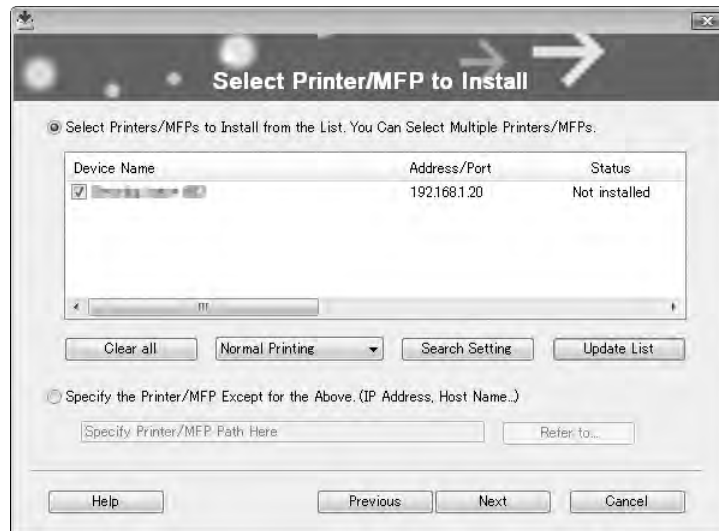 Select Printer/MFP to Install
Select Printers/MFPs to Install from the List. You Can Select Multiple Printers/MFPs.
Device Name Address/Port Status
192.168.1.20 Not installed
Clear all Normal Printing Search Setting Update List
Specify the Printer/MFP Except for the Above. (IP Address, Host Name...)
Specify Printer/MFP Path Here Refer to...
Help Previous Next Cancel